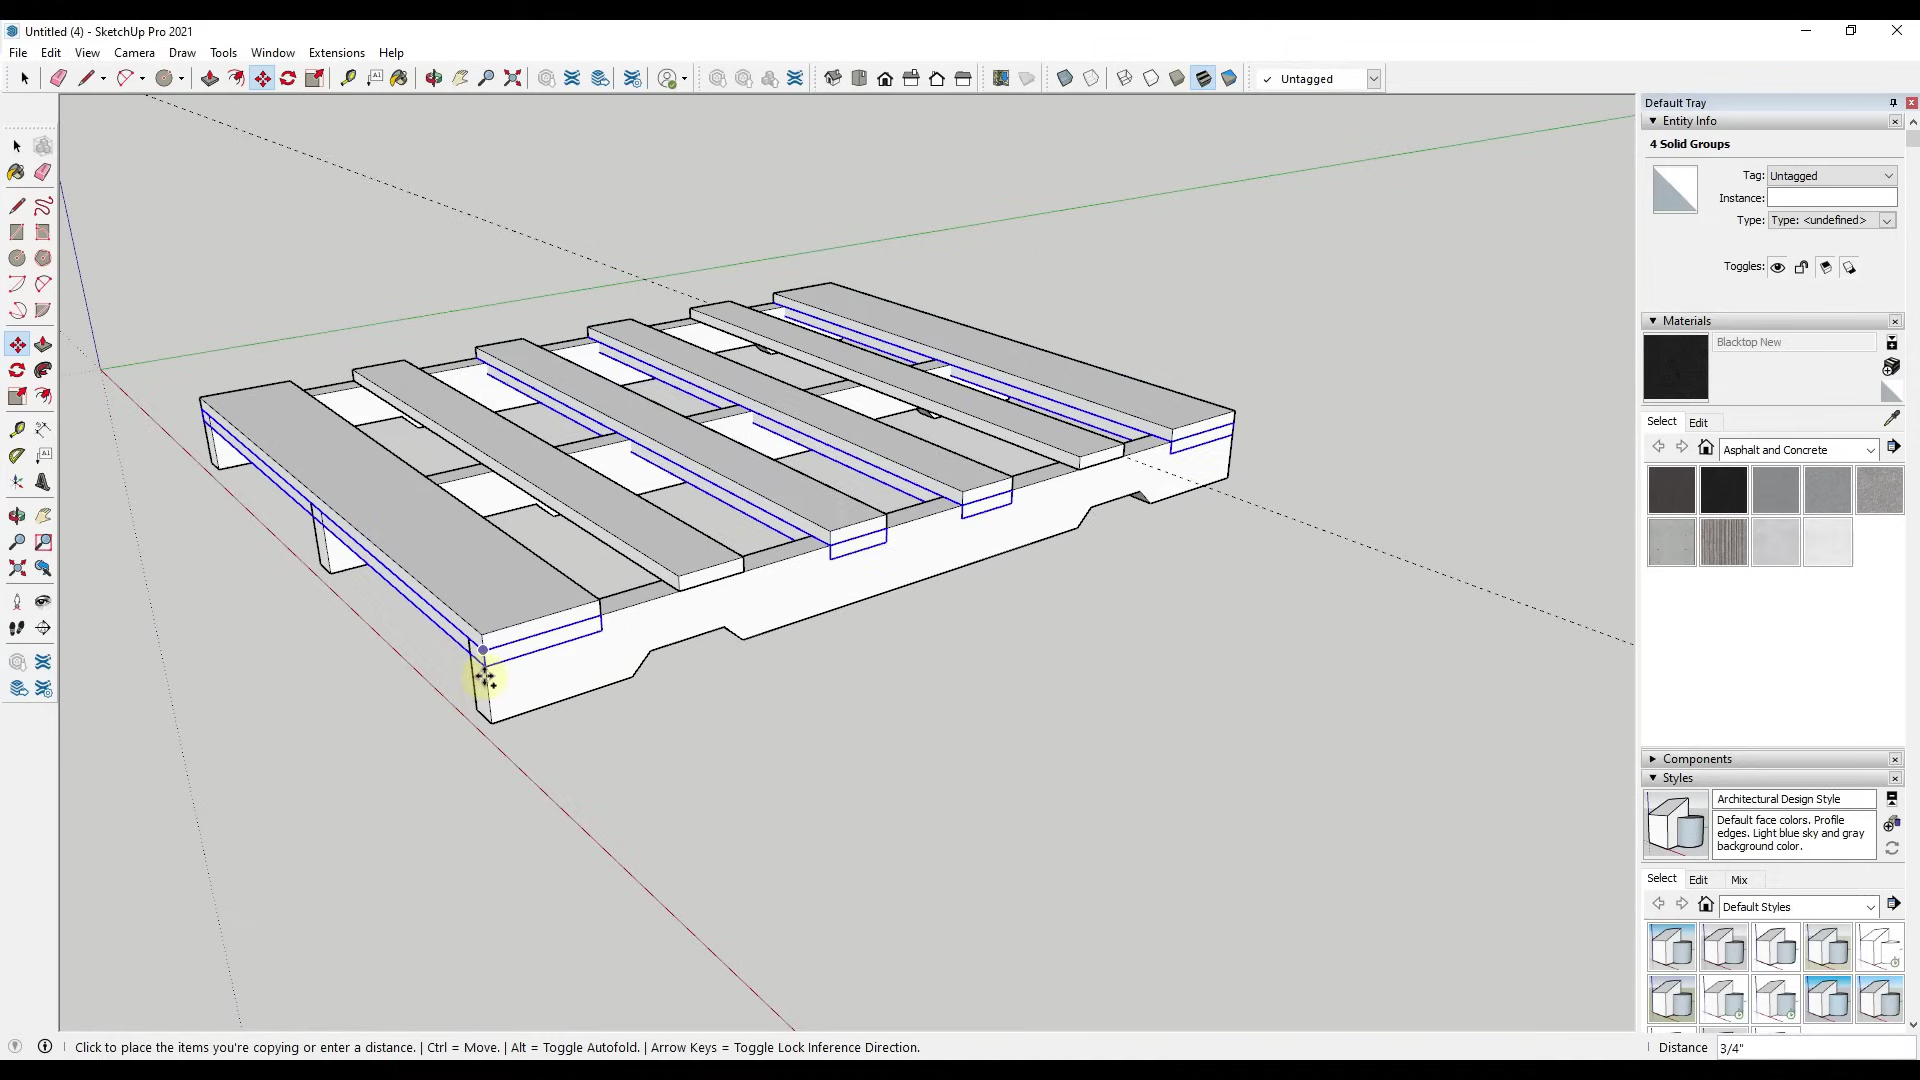 Untitled (4) - SketchUp Pro 2021
File Edit View Camera Draw Tools Window Extensions Help
Untagged
Default Tray
Entity Info
4 Solid Groups
Tag: Untagged
Instance:
Type: Type: <undefined>
Toggles:
Materials
Blacktop New
Select Edit
Asphalt and Concrete
Components
Styles
Architectural Design Style
Default face colors. Profile
edges. Light blue sky and gray
background color.
Select Edit Mix
Default Styles
Click to place the items you're copying or enter a distance. | Ctrl = Move. | Alt = Toggle Autofold. | Arrow Keys = Toggle Lock Inference Direction.
Distance 3/4"